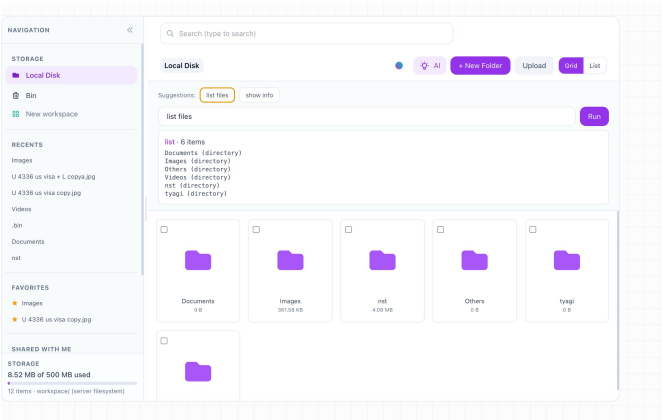 NAVIGATION
STORAGE
Local Disk
Bin
New workspace
RECENTS
Images
U 4336 us visa + L copya.jpg
U 4336 us visa copy.jpg
Videos
.bin
Documents
nst
FAVORITES
Images
U 4336 us visa copy.jpg
SHARED WITH ME
STORAGE
8.52 MB of 500 MB used
12 items · workspace/ (server filesystem)
Search (type to search)
Local Disk
AI
+ New Folder
Upload
Grid
List
Suggestions: list files show info
list files
Run
list · 6 items
Documents (directory)
Images (directory)
Others (directory)
Videos (directory)
nst (directory)
tyagi (directory)
Documents
0 B
Images
361.68 KB
nst
4.08 MB
Others
0 B
tyagi
0 B